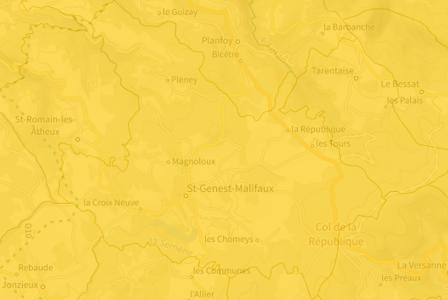 le Guizay
la Barbanche
Planfoy
Bicêtre
Tarentaise
Pleney
Le Bessat
les Palais
St-Romain-les-
Atheux
la République
les Tours
Magnoloux
St-Genest-Malifaux
la Croix Neuve
Col de la
République
les Chomeys
La Versanne
Rebaude
les Communes
les Préaux
Jonzieux
l'Allier